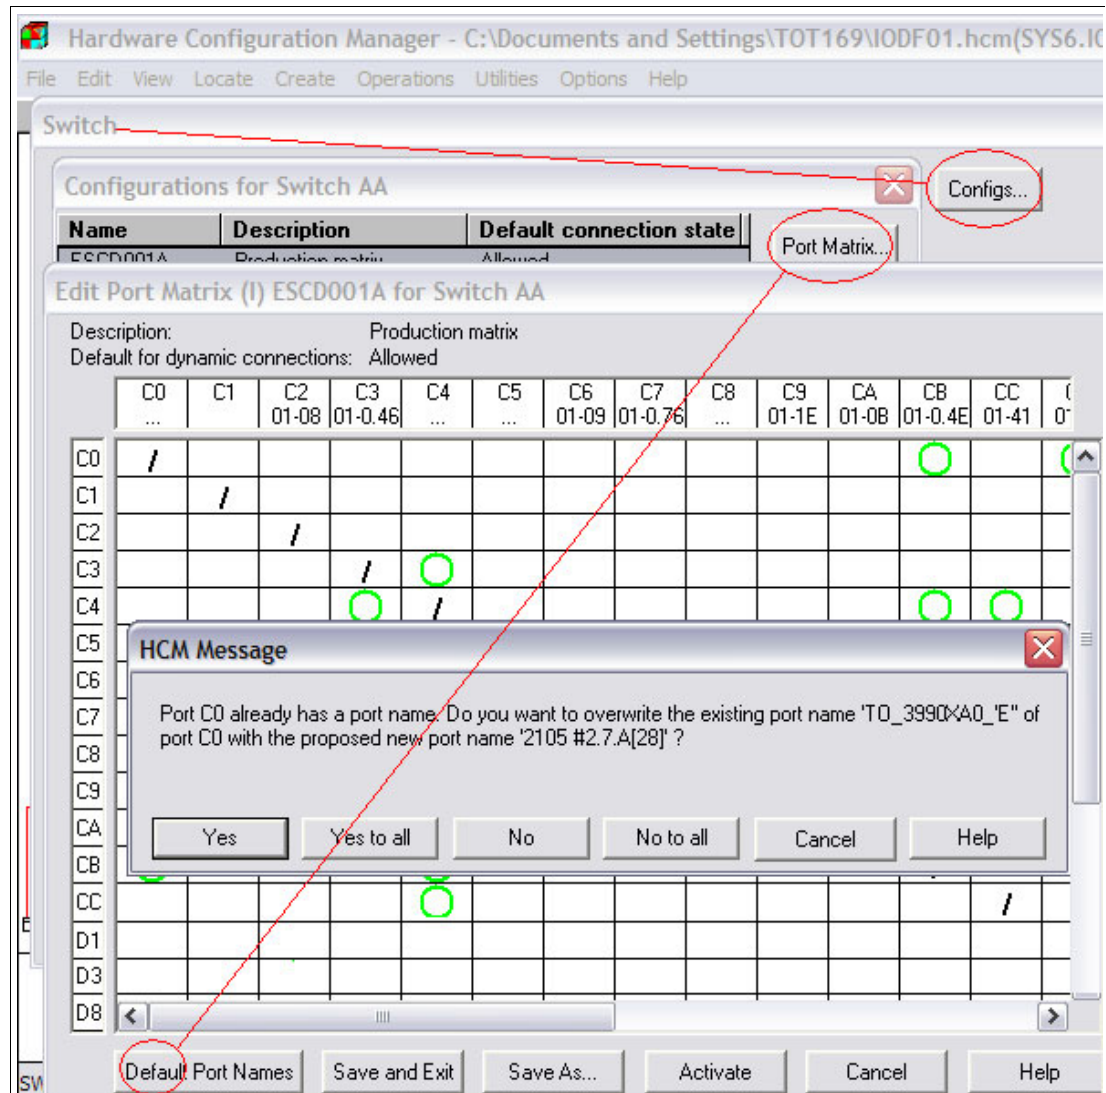 Hardware Configuration Manager - C:\Documents and Settings\TOT169\IODF01.hcm(SYS6.IO
File Edit View Locate Create Operations Utilities Options Help
Switch
Configurations for Switch AA
Configs...
Name Description Default connection state
Port Matrix...
ESCD001A Production matrix Allowed
Edit Port Matrix (I) ESCD001A for Switch AA
Description: Production matrix
Default for dynamic connections: Allowed
C0 C1 C2 C3 C4 C5 C6 C7 C8 C9 CA CB CC
... 01-08 01-0.46 ... ... 01-09 01-0.76 ... 01-1E 01-0B 01-0.4E 01-41
C0 /
C1 /
C2 /
C3 /
C4 /
C5
HCM Message
C6
C7
Port C0 already has a port name. Do you want to overwrite the existing port name 'TO_3990XA0_'E" of
port C0 with the proposed new port name '2105 #2.7.A[28]' ?
C8
C9
CA
Yes Yes to all No No to all Cancel Help
CB
CC /
D1
D3
D8
Default Port Names Save and Exit Save As... Activate Cancel Help
SW